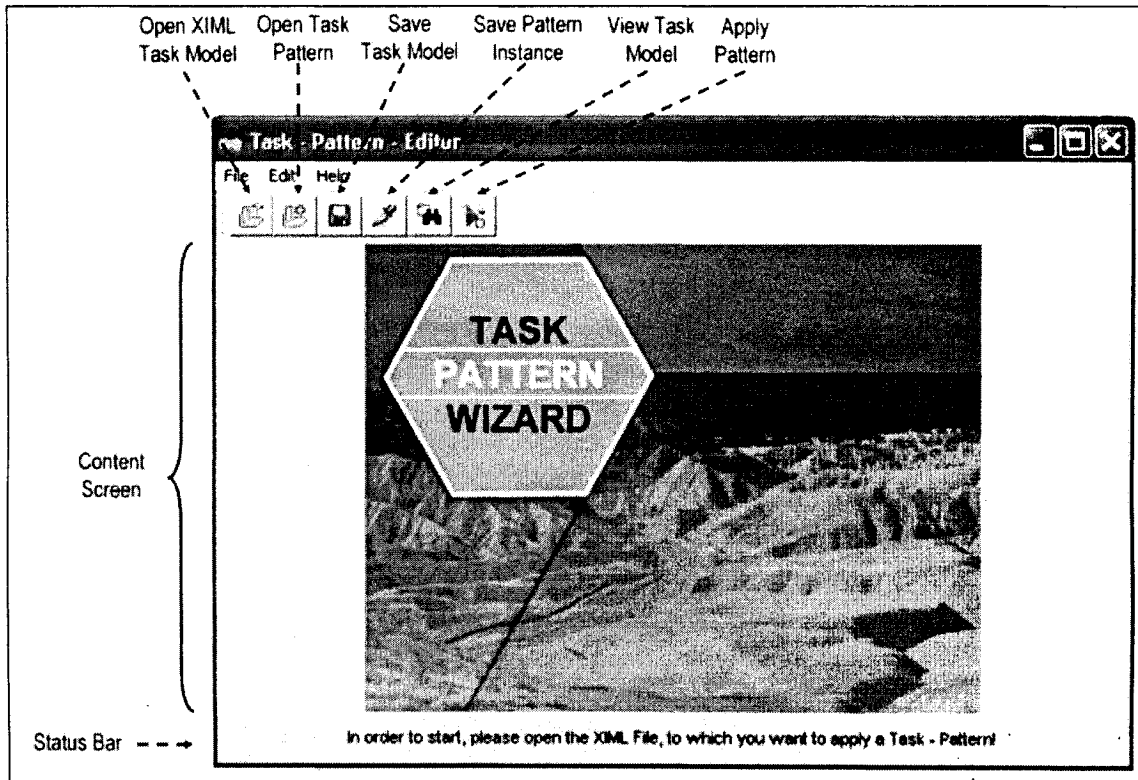 Open XIML
Task Model
Open Task
Pattern
Save
Task Model
Save Pattern
Instance
View Task
Model
Apply
Pattern
Task - Pattern - Editor
File Edit Help
TASK
PATTERN
WIZARD
Content
Screen
Status Bar
In order to start, please open the XIML File, to which you want to apply a Task - Pattern!